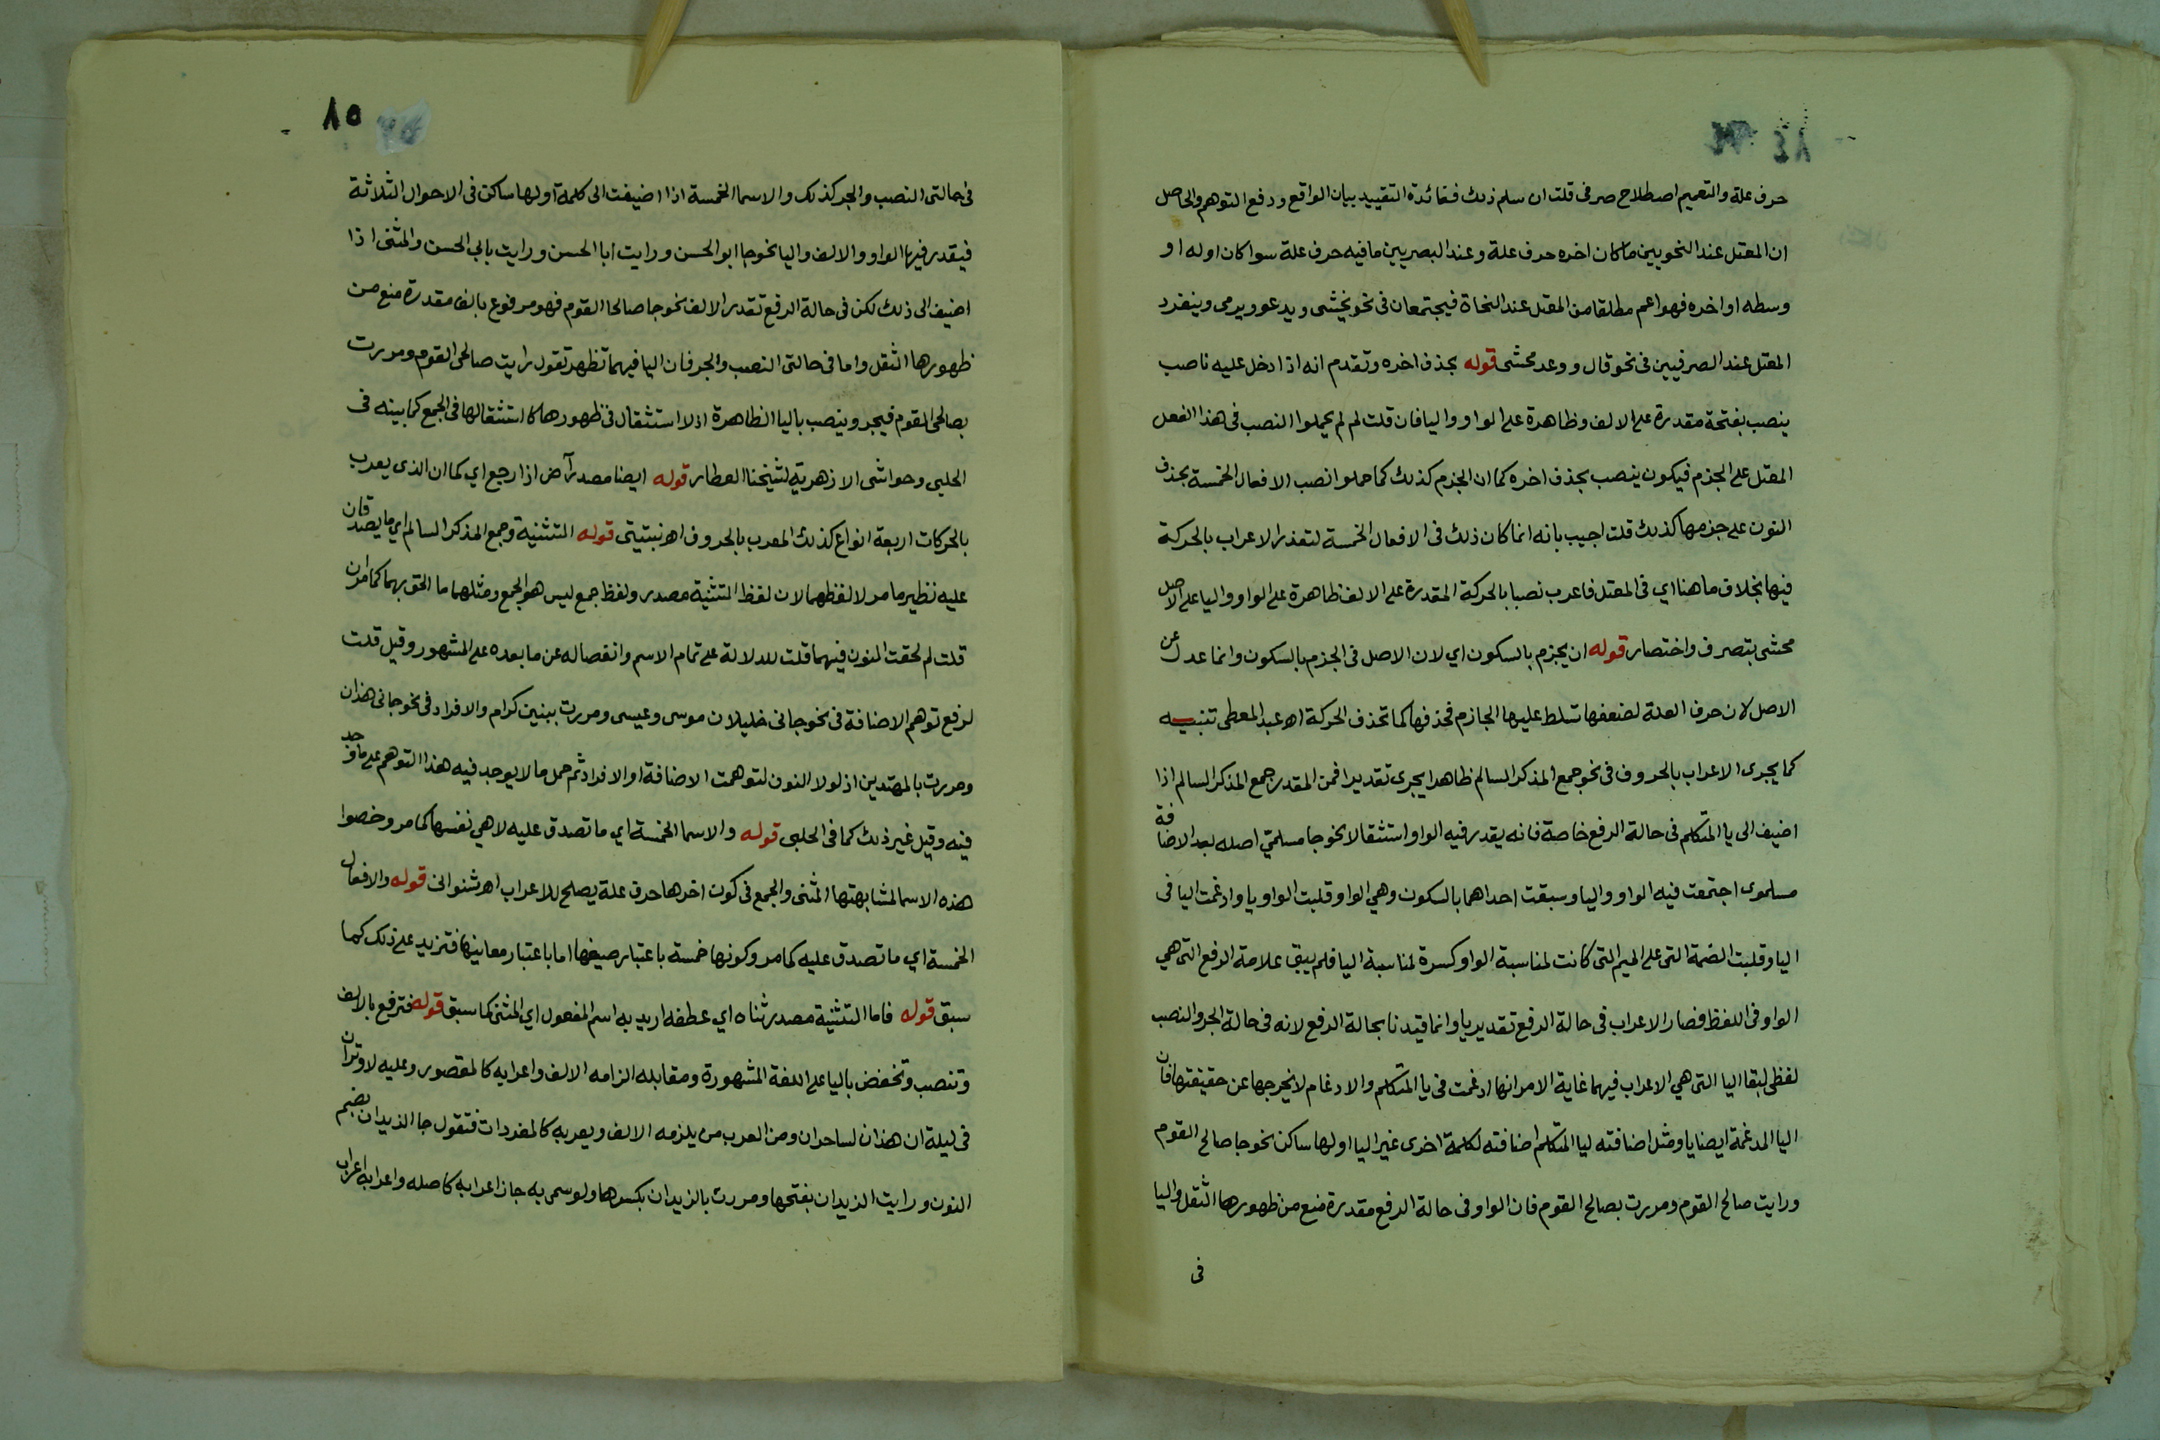 ٨٤
حرف علة والتعميم اصطلاح صرفى قلت ان سلم ذلك ففائدة التقييد بيان الواقع ودفع التوهم والحاصل
ان المعتل عند النحويين ما كان اخره حرف علة وعند البصريين ما فيه حرف علة سوا كان اوله او
وسطه او اخره فهو اعم مطلقا من المعتل عند النحاة فيجتمعان فى نحو يخشى ويدعو ويرمى وينفرد
المعتل عند الصرفيين فى نحو قال ووعد محشى قوله بحذف اخره وتقدم انه اذا دخل عليه ناصب
ينصب بفتحة مقدرة على الالف وظاهرة على الواو واليا فان قلت لم لم يحملوا النصب فى هذا الفعل
المعتل على الجزم فيكون ينصب بحذف اخره كما ان الجزم كذلك كما حملوا نصب الافعال الخمسة بحذف
النون على جزمها كذلك قلت اجيب بانه انما كان ذلك فى الافعال الخمسة لتعذر الاعراب بالحركة
فيها بخلاف ما هنا اي فى المعتل فاعرب نصبا بالحركة المقدرة على الالف ظاهرة على الواو واليا على الاصل
محشى بتصرف واختصار قوله ان يجزم بالسكون اي لان الاصل فى الجزم بالسكون وانما عدل عن
الاصل لان حرف العلة لضعفها تسلط عليها الجازم فحذفها كما تحذف الحركة اه عبد المعطى تنبيه
كما يجرى الاعراب بالحروف فى نحو جمع المذكر السالم ظاهرا يجرى تقديرا فمن المقدر جمع المذكر السالم اذا
اضيف الى يا المتكلم فى حالة الرفع خاصة فانه يقدر فيه الواو استثقالا نحو جا مسلميّ اصله بعد الاضافة
مسلموى اجتمعت فيه الواو واليا وسبقت احداهما بالسكون وهي الواو قلبت الواو يا وادغمت اليا فى
اليا وقلبت الضمة التى على الميم التى كانت لمناسبة الواو كسرة لمناسبة اليا فلم يبق علامة الرفع التى هي
الواو فى اللفظ فصار الاعراب فى حالة الرفع تقديريا وانما قيدنا بحالة الرفع لانه فى حالة الجر والنصب
لفظى لبقا اليا التى هي الاعراب فيهما غاية الامر انها ادغمت فى يا المتكلم والادغام لا يخرجها عن حقيقتها فان
اليا المدغمة ايضا يا ومثل اضافته ليا المتكلم اضافته لكلمة اخرى غير اليا اولها ساكن نحو جا صالح القوم
ورايت صالح القوم ومررت بصالح القوم فان الواو فى حالة الرفع مقدرة منع من ظهورها الثقل واليا
فى
٨٥
فى حالتى النصب والجر كذلك والاسما الخمسة اذا اضيفت الى كلمة اولها ساكن فى الاحوال الثلاثة
فيقدر فيها الواو والالف واليا نحو جا ابو الحسن ورايت ابا الحسن ورايت بابى الحسن والمثنى اذا
اضيف الى ذلك لكن فى حالة الرفع تقدر الالف نحو جا صالحا القوم فهو مرفوع بالف مقدرة منع من
ظهورها الثقل واما فى حالتى النصب والجر فان اليا فيهما تظهر تقول رايت صالحى القوم ومررت
بصالحى القوم فيجر وينصب باليا الظاهرة اذ لا استثقال فى ظهورها كاستثقالها فى الجمع كما بينه فى
الحلبى وحواشى الازهرية لشيخنا العطار قوله ايضا مصدر آض اذا رجع اي كما ان الذى يعرب
بالحركات اربعة انواع كذلك المعرب بالحروف اه نبتيتى قوله التثنية وجمع المذكر السالم اي ما يصدقان
عليه نظير ما مر لا لفظهما لان لفظ التثنية مصدر ولفظ جمع ليس هو الجمع ومثلهما ما الحق بهما كما مر ان
قلت لم لحقت النون فيهما قلت للدلالة على تمام الاسم وانفصاله عن ما بعده على المشهور وقيل قلت
لرفع توهم الاضافة فى نحو جانى خليلان موسى وعيسى ومررت ببنين كرام والافراد فى نحو جانى هذان
ومررت بالمهتدين اذ لولا النون لتوهمت الاضافة او الافراد ثم حمل ما لا يوجد فيه هذا التوهم على ما وجد
فيه وقيل غير ذلك كما فى الحلبى قوله والاسما الخمسة اي ما تصدق عليه لا هي نفسها كما مر وخصوا
هذه الاسما لمشابهتها المثنى والجمع فى كون اخرها حرف علة يصلح للاعراب اه شنوانى قوله والافعال
الخمسة اي ما تصدق عليه كما مر وكونها خمسة باعتبار صيغها اما باعتبار معانيها فتزيد على ذلك كما
سبق قوله فاما التثنية مصدر ثناه اي عطفه اريد به اسم المفعول اي المثنى كما سبق قوله فترفع بالالف
وتنصب وتخفض باليا على اللغة المشهورة ومقابله الزامه الالف واعرابه كالمقصور وعليه لا وتران
فى ليلة ان هذان لساحران ومن العرب من يلزمه الالف ويعربه كالمفردات فتقول جا الزيدان بضم
النون ورايت الزيدان بفتحها ومررت بالزيدان بكسرها ولو سمى به جاز اعرابه كاصله واعرابه اعراب